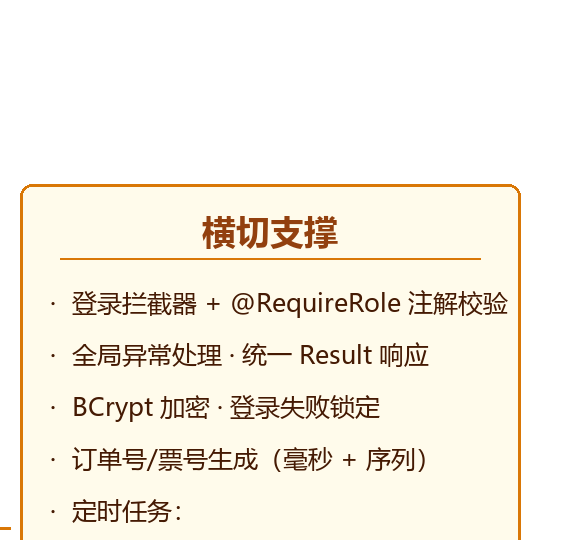 横切支撑
· 登录拦截器 + @RequireRole 注解校验
· 全局异常处理 · 统一 Result 响应
· BCrypt 加密 · 登录失败锁定
· 订单号/票号生成（毫秒 + 序列）
· 定时任务：